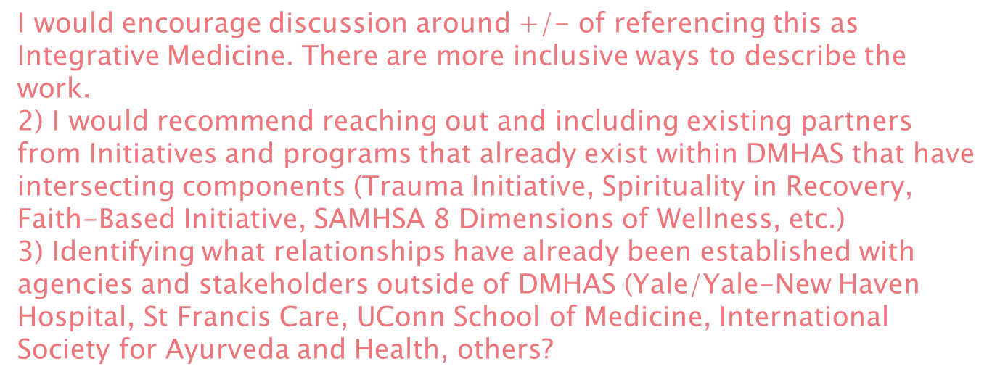 I would encourage discussion around +/- of referencing this as
Integrative Medicine. There are more inclusive ways to describe the
work.
2) I would recommend reaching out and including existing partners
from Initiatives and programs that already exist within DMHAS that have
intersecting components (Trauma Initiative, Spirituality in Recovery,
Faith-Based Initiative, SAMHSA 8 Dimensions of Wellness, etc.)
3) Identifying what relationships have already been established with
agencies and stakeholders outside of DMHAS (Yale/Yale-New Haven
Hospital, St Francis Care, UConn School of Medicine, International
Society for Ayurveda and Health, others?